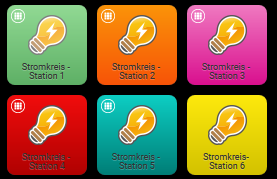 Stromkreis -
Station 1
Stromkreis -
Station 2
Stromkreis -
Station 3
Stromkreis -
Station 4
Stromkreis -
Station 5
Stromkreis-
Station 6